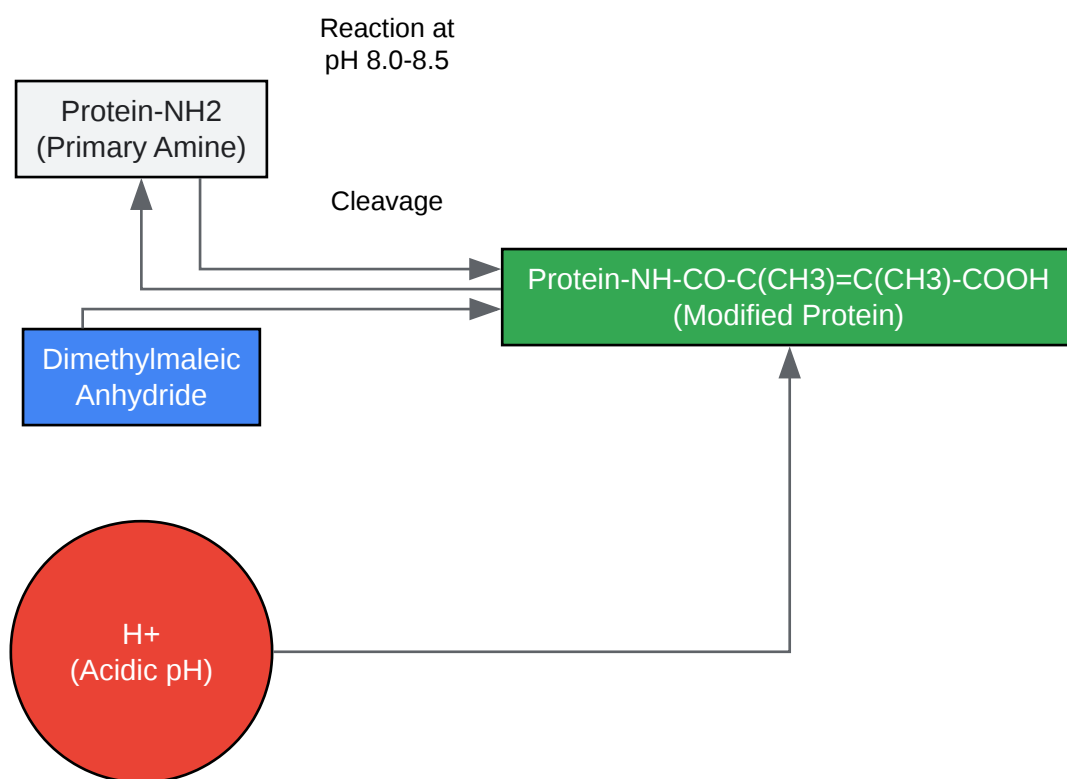 Reaction at
pH 8.0-8.5
Protein-NH2
(Primary Amine)
Cleavage
Protein-NH-CO-C(CH3)=C(CH3)-COOH
(Modified Protein)
Dimethylmaleic
Anhydride
H+
(Acidic pH)